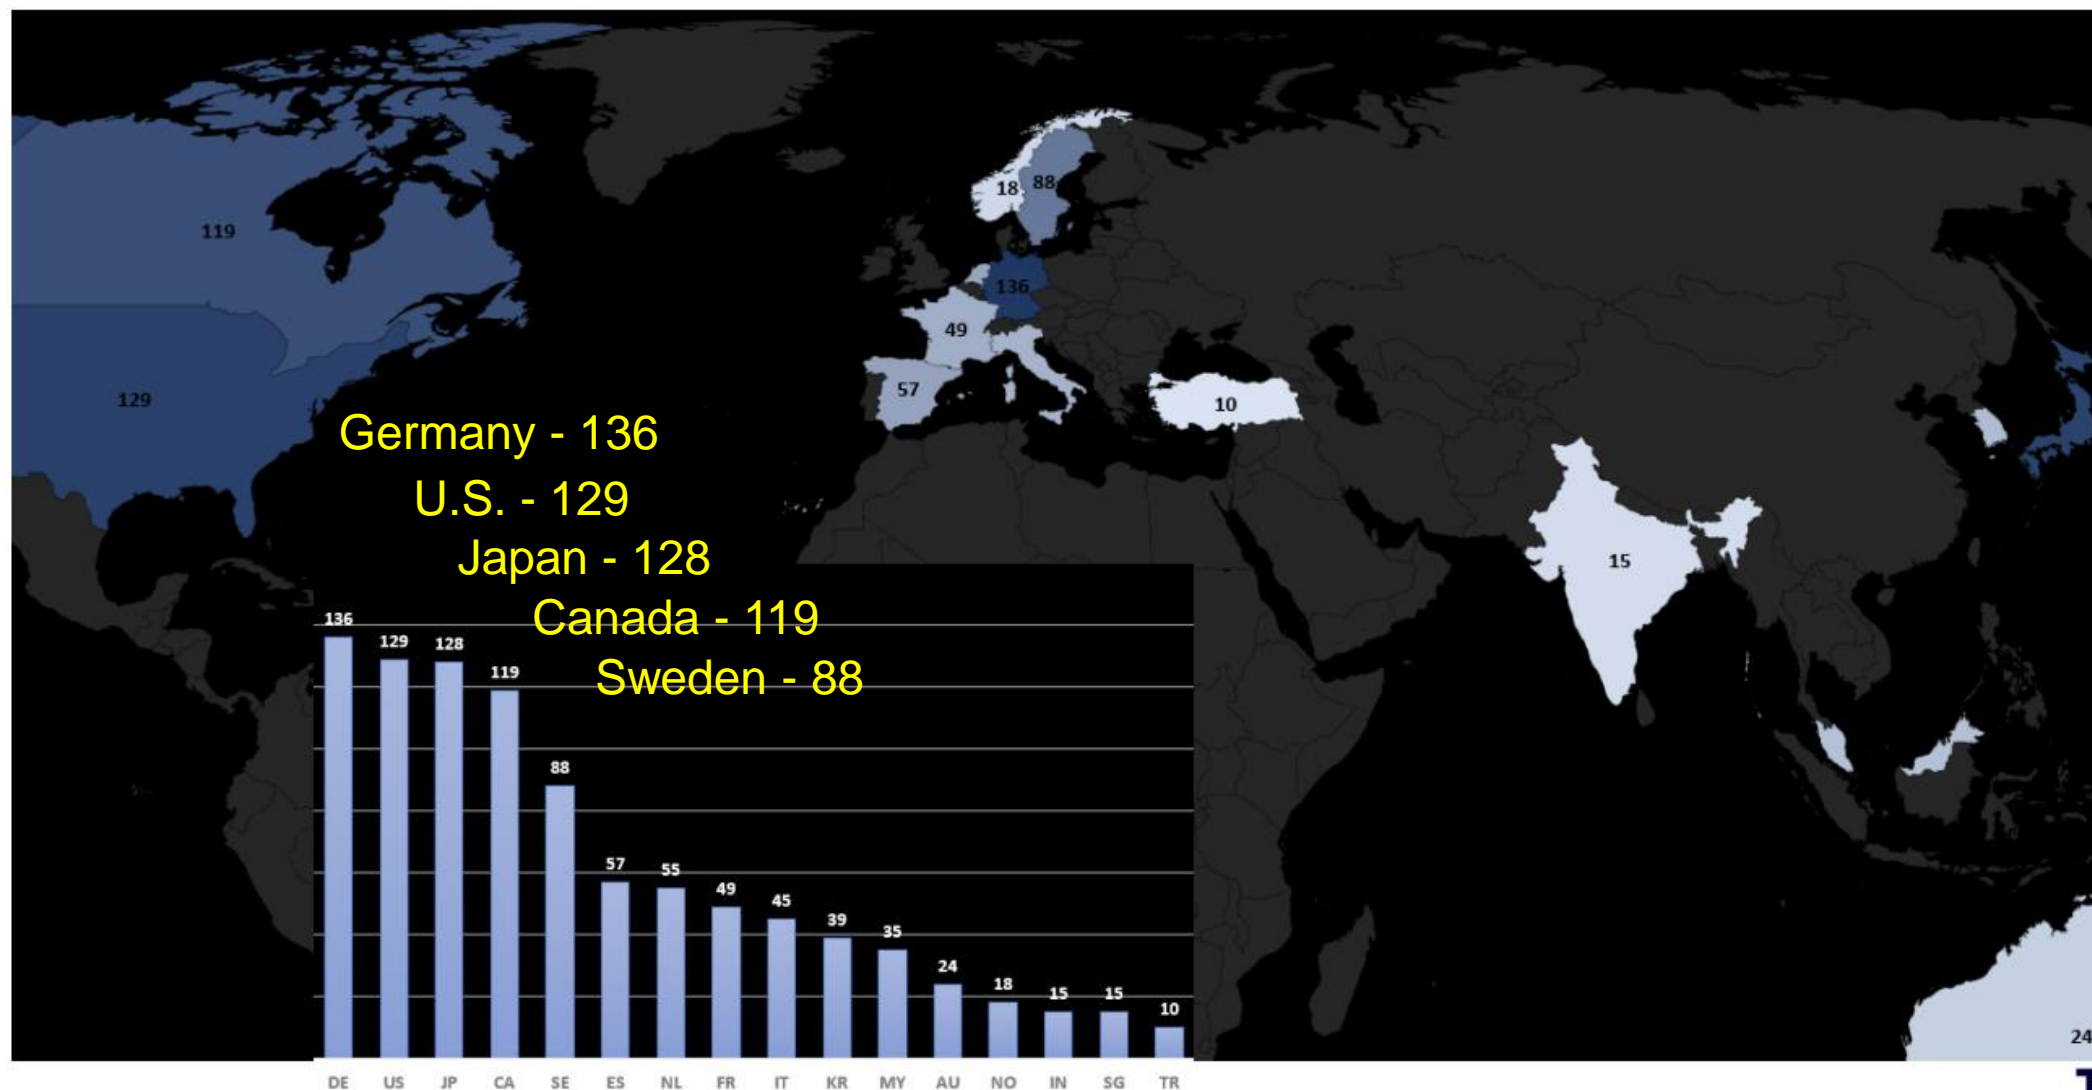 18 88
119
136
49
129
57
10
15
24
Germany - 136
U.S. - 129
Japan - 128
Canada - 119
Sweden - 88
136 129 128 119 88 57 55 49 45 39 35 24 18 15 15 10
DE US JP CA SE ES NL FR IT KR MY AU NO IN SG TR